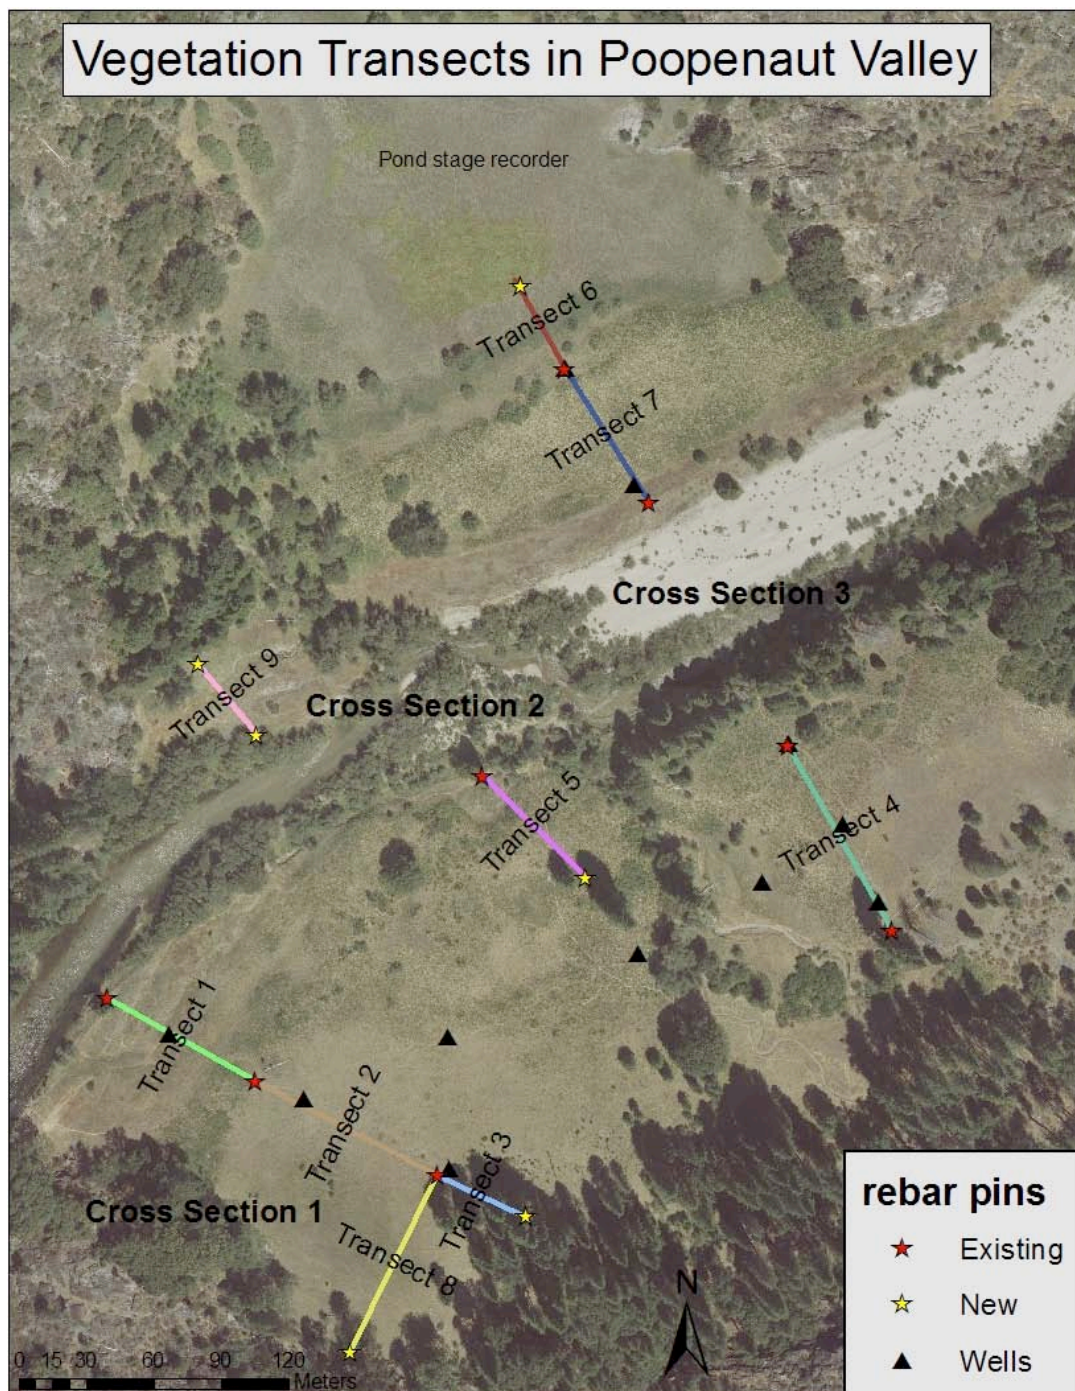 Vegetation Transects in Poopenaut Valley
Pond stage recorder
Transect 6
Transect 7
Cross Section 3
Transect 9
Cross Section 2
Transect 5
Transect 4
Transect 1
Transect 2
Transect 3
Cross Section 1
Transect 8
N
0 15 30 60 90 120
Meters
rebar pins
Existing
New
Wells